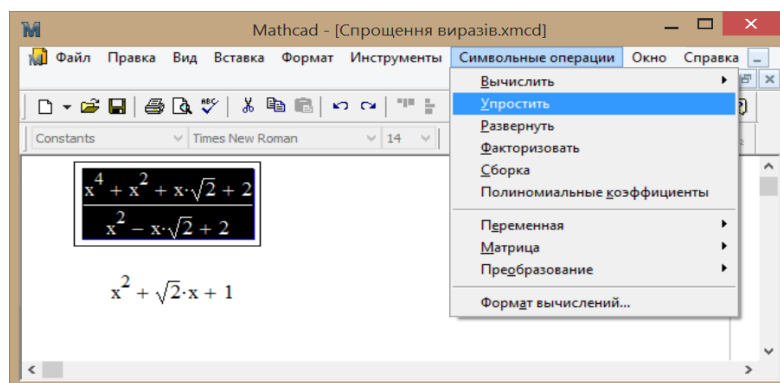 Mathcad - [Спрощення виразів.xmcd]
Файл Правка Вид Вставка Формат Инструменты Символьные операции Окно Справка
Вычислить
Упростить
Развернуть
Факторизовать
Сборка
Полиномиальные коэффициенты
Переменная
Матрица
Преобразование
Формат вычислений...
Constants Times New Roman 14
x⁴ + x² + x·√2 + 2
x² − x·√2 + 2
x² + √2·x + 1